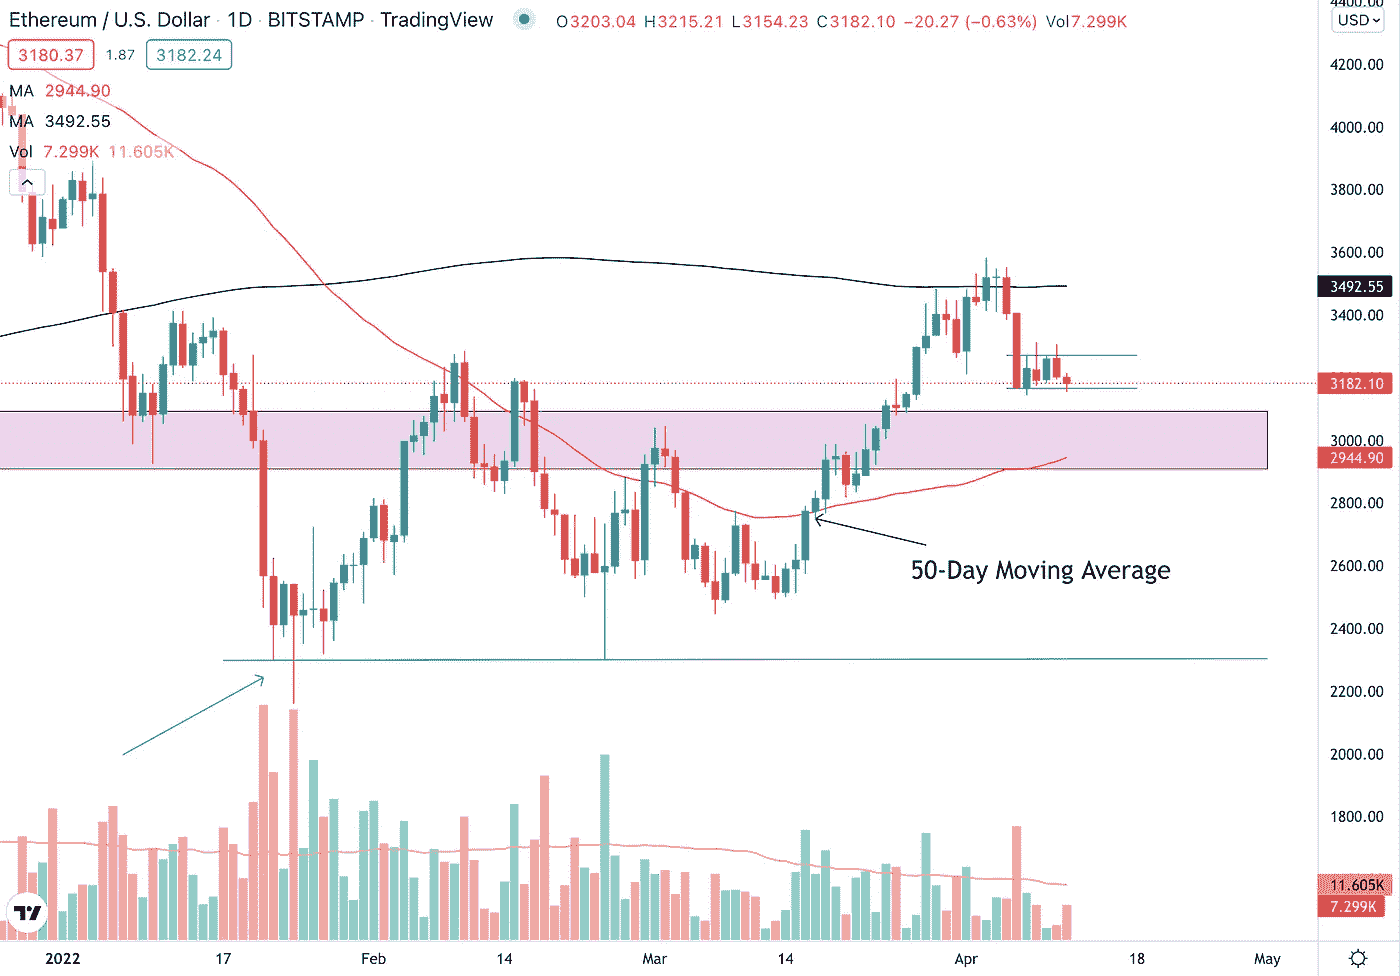 Ethereum / U.S. Dollar · 1D · BITSTAMP · TradingView O3203.04 H3215.21 L3154.23 C3182.10 −20.27 (−0.63%) Vol7.299K
3180.37 1.87 3182.24
MA 2944.90
MA 3492.55
Vol 7.299K 11.605K
4400.00
USD
4200.00
4000.00
3800.00
3600.00
3492.55
3400.00
3182.10
3000.00
2944.90
2800.00
50-Day Moving Average
2600.00
2400.00
2200.00
2000.00
1800.00
11.605K
7.299K
2022 17 Feb 14 Mar 14 Apr 18 May